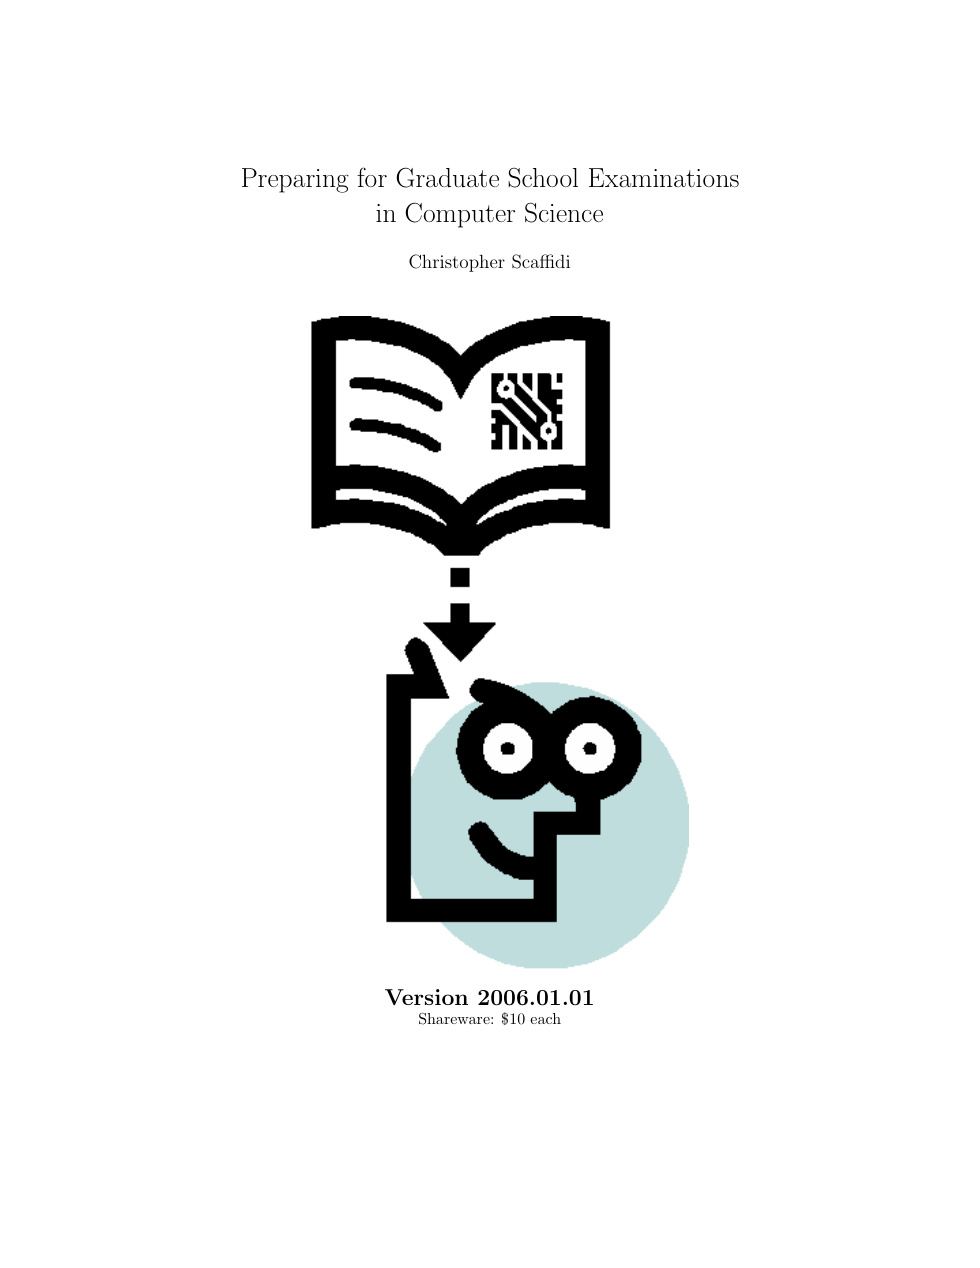 Preparing for Graduate School Examinations
in Computer Science
Christopher Scaffidi
Version 2006.01.01
Shareware: $10 each